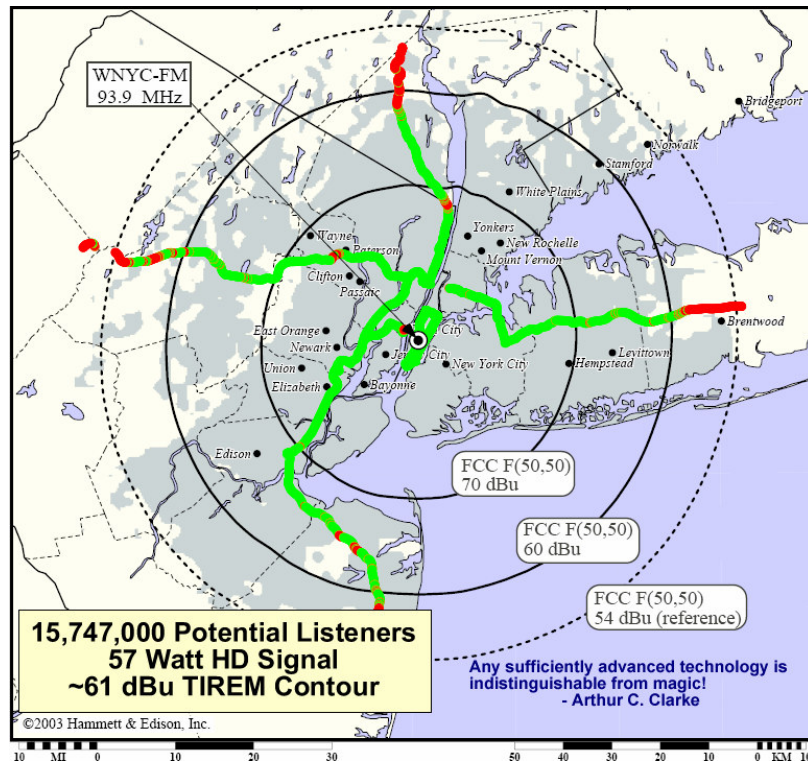 WNYC-FM
93.9 MHz
Bridgeport
Norwalk
Stamford
White Plains
Wayne
Yonkers
Paterson
New Rochelle
Mount Vernon
Clifton
Passaic
Brentwood
East Orange
City
Newark
Levittown
Union
New York City
Hempstead
Elizabeth
Bayonne
Edison
FCC F(50,50)
70 dBu
FCC F(50,50)
60 dBu
FCC F(50,50)
54 dBu (reference)
15,747,000 Potential Listeners
57 Watt HD Signal
~61 dBu TIREM Contour
Any sufficiently advanced technology is
indistinguishable from magic!
- Arthur C. Clarke
©2003 Hammett & Edison, Inc.
10 MI 0 10 20 30 50 40 30 20 10 0 KM 10